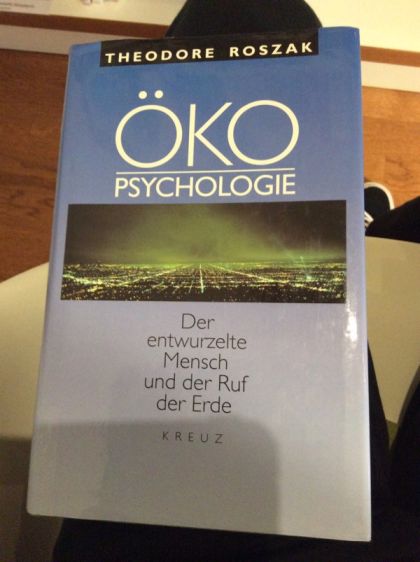 THEODORE ROSZAK
ÖKO
PSYCHOLOGIE
Der
entwurzelte
Mensch
und der Ruf
der Erde
KREUZ